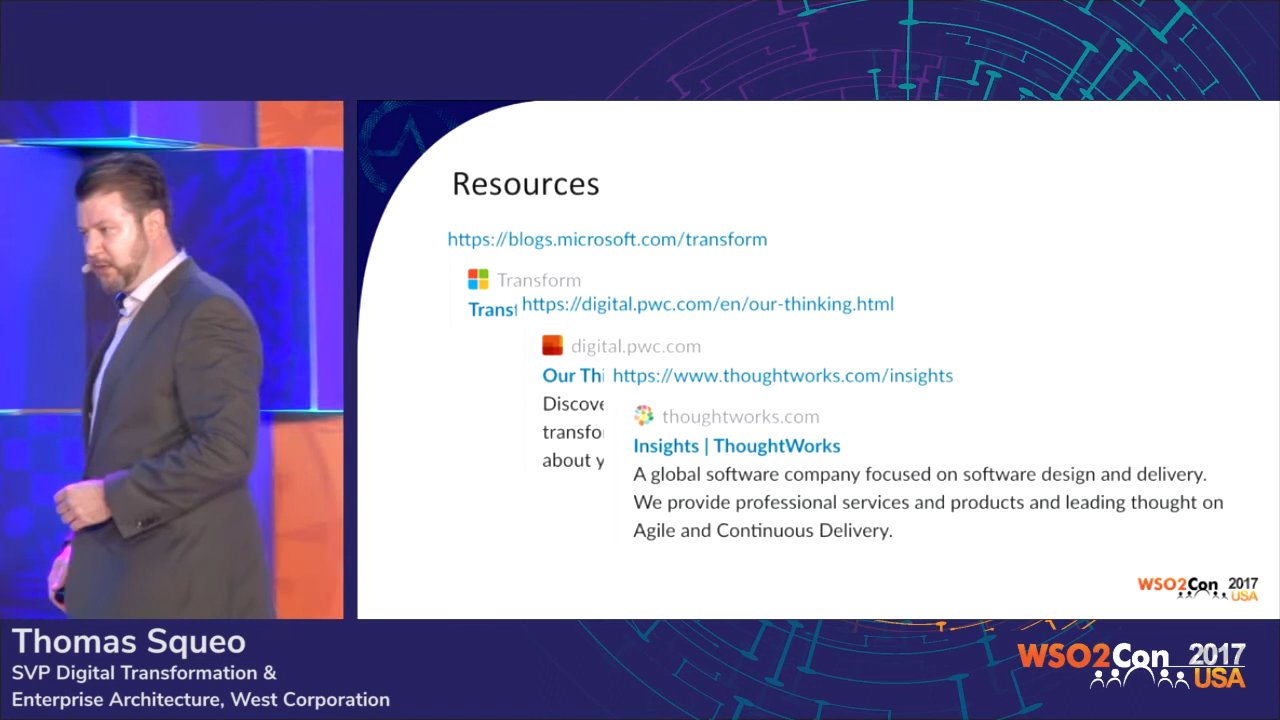 Resources
https://blogs.microsoft.com/transform
Transform
Transf
https://digital.pwc.com/en/our-thinking.html
digital.pwc.com
Our Thi
https://www.thoughtworks.com/insights
Discove
thoughtworks.com
transfor
Insights | ThoughtWorks
about y
A global software company focused on software design and delivery.
We provide professional services and products and leading thought on
Agile and Continuous Delivery.
WSO2Con 2017
USA
Thomas Squeo
SVP Digital Transformation &
Enterprise Architecture, West Corporation
WSO2Con 2017
USA